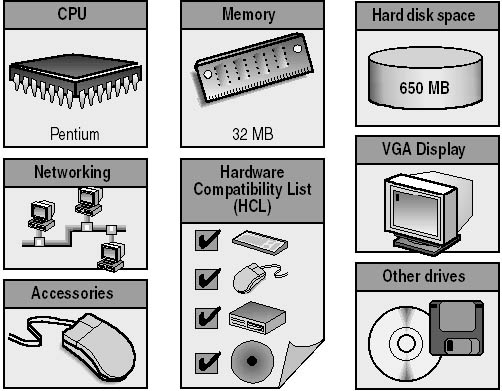 CPU
Pentium
Memory
32 MB
Hard disk space
650 MB
Networking
Hardware
Compatibility List
(HCL)
VGA Display
Accessories
Other drives